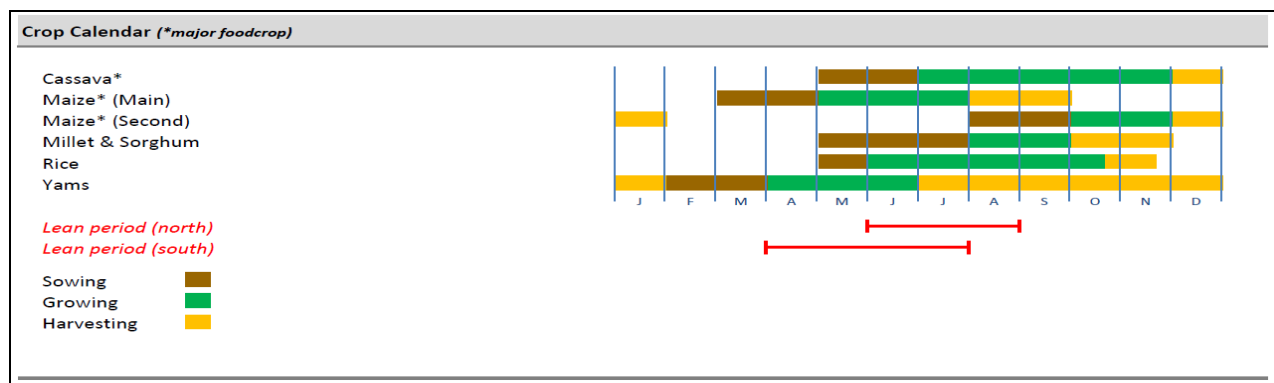 Crop Calendar (*major foodcrop)
Cassava*
Maize* (Main)
Maize* (Second)
Millet & Sorghum
Rice
Yams
J F M A M J J A S O N D
Lean period (north)
Lean period (south)
Sowing
Growing
Harvesting